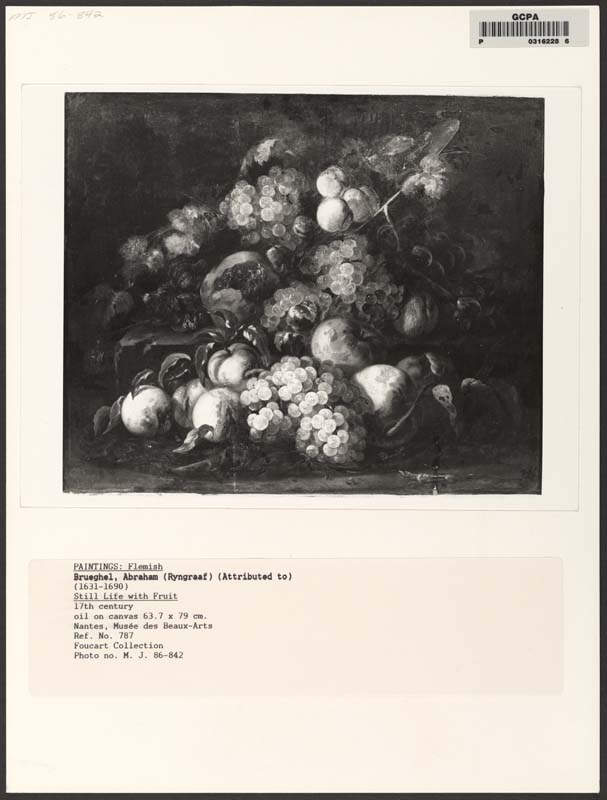 MJ 86-842
GCPA
P 0316228 6
PAINTINGS: Flemish
Brueghel, Abraham (Ryngraaf) (Attributed to)
(1631-1690)
Still Life with Fruit
17th century
oil on canvas 63.7 x 79 cm.
Nantes, Musée des Beaux-Arts
Ref. No. 787
Foucart Collection
Photo no. M. J. 86-842